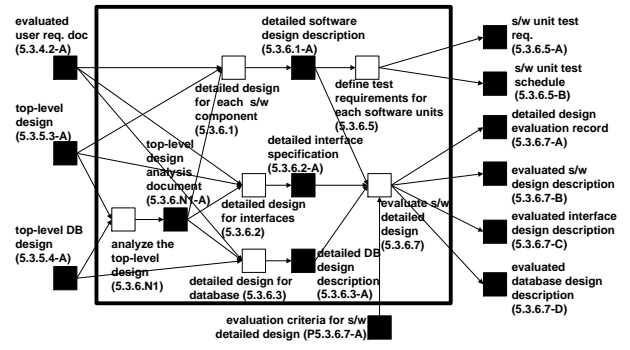 evaluated
user req. doc
(5.3.4.2-A)
top-level
design
(5.3.5.3-A)
top-level DB
design
(5.3.5.4-A)
analyze the
top-level
design
(5.3.6.N1)
top-level
design
analysis
document
(5.3.6.N1-A)
detailed design
for each s/w
component
(5.3.6.1)
detailed software
design description
(5.3.6.1-A)
define test
requirements for
each software units
(5.3.6.5)
detailed interface
specification
(5.3.6.2-A)
detailed design
for interfaces
(5.3.6.2)
detailed design for
database (5.3.6.3)
detailed DB
design
description
(5.3.6.3-A)
evaluate s/w
detailed
design
(5.3.6.7)
evaluation criteria for s/w
detailed design (P5.3.6.7-A)
s/w unit test
req.
(5.3.6.5-A)
s/w unit test
schedule
(5.3.6.5-B)
detailed design
evaluation record
(5.3.6.7-A)
evaluated s/w
design description
(5.3.6.7-B)
evaluated interface
design description
(5.3.6.7-C)
evaluated
database design
description
(5.3.6.7-D)